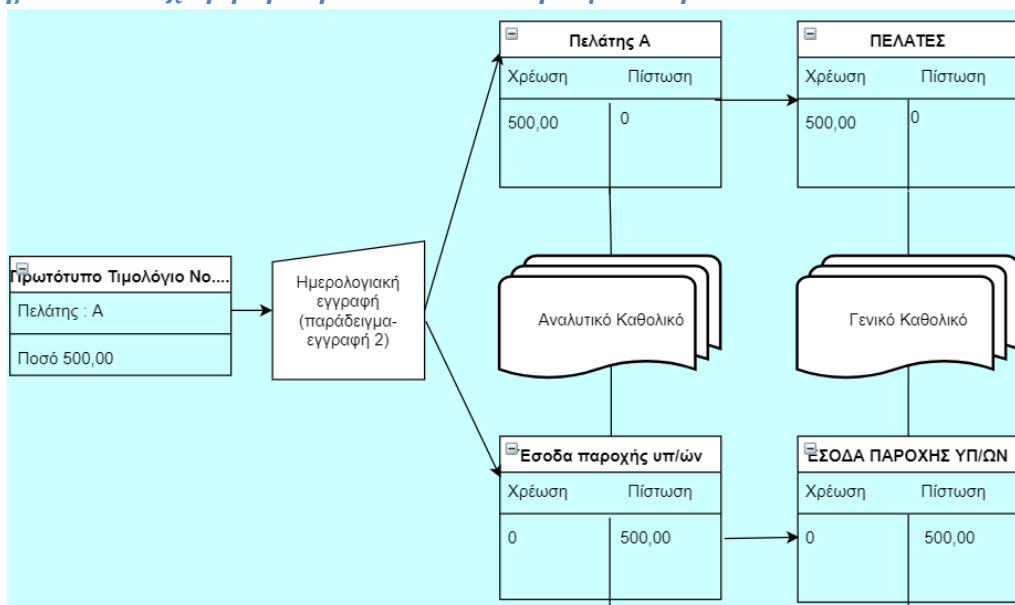 Πελάτης Α
Χρέωση Πίστωση
500,00 0
ΠΕΛΑΤΕΣ
Χρέωση Πίστωση
500,00 0
Πρωτότυπο Τιμολόγιο Νο....
Πελάτης : Α
Ποσό 500,00
Ημερολογιακή
εγγραφή
(παράδειγμα-
εγγραφή 2)
Αναλυτικό Καθολικό
Γενικό Καθολικό
Έσοδα παροχής υπ/ών
Χρέωση Πίστωση
0 500,00
ΕΣΟΔΑ ΠΑΡΟΧΗΣ ΥΠ/ΩΝ
Χρέωση Πίστωση
0 500,00